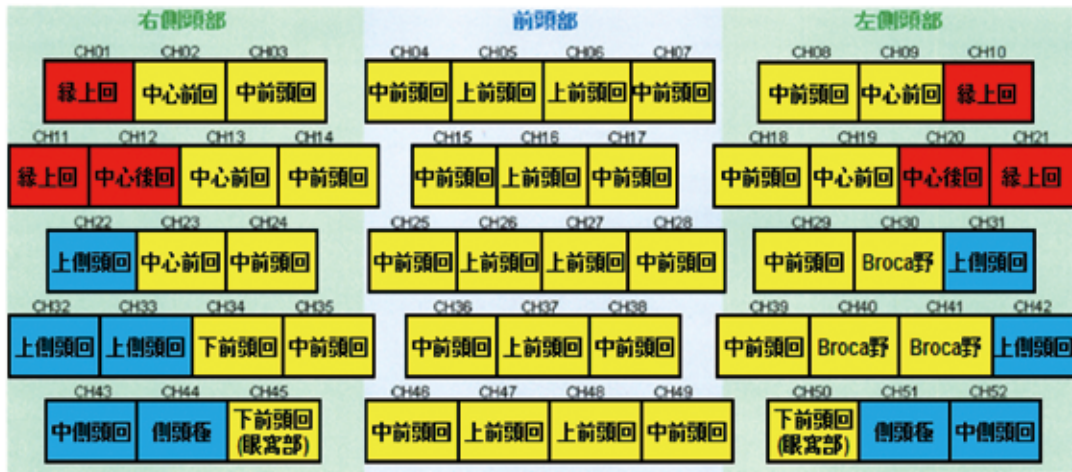 右側頭部 前頭部 左側頭部
CH01 CH02 CH03 CH04 CH05 CH06 CH07 CH08 CH09 CH10
縁上回 中心前回 中前頭回 中前頭回 上前頭回 上前頭回 中前頭回 中前頭回 中心前回 縁上回
CH11 CH12 CH13 CH14 CH15 CH16 CH17 CH18 CH19 CH20 CH21
縁上回 中心後回 中心前回 中前頭回 中前頭回 上前頭回 中前頭回 中前頭回 中心前回 中心後回 縁上回
CH22 CH23 CH24 CH25 CH26 CH27 CH28 CH29 CH30 CH31
上側頭回 中心前回 中前頭回 中前頭回 上前頭回 上前頭回 中前頭回 中前頭回 Broca野 上側頭回
CH32 CH33 CH34 CH35 CH36 CH37 CH38 CH39 CH40 CH41 CH42
上側頭回 上側頭回 下前頭回 中前頭回 中前頭回 上前頭回 中前頭回 中前頭回 Broca野 Broca野 上側頭回
CH43 CH44 CH45 CH46 CH47 CH48 CH49 CH50 CH51 CH52
中側頭回 側頭極 下前頭回 中前頭回 上前頭回 上前頭回 中前頭回 下前頭回 側頭極 中側頭回
(眼窩部) (眼窩部)